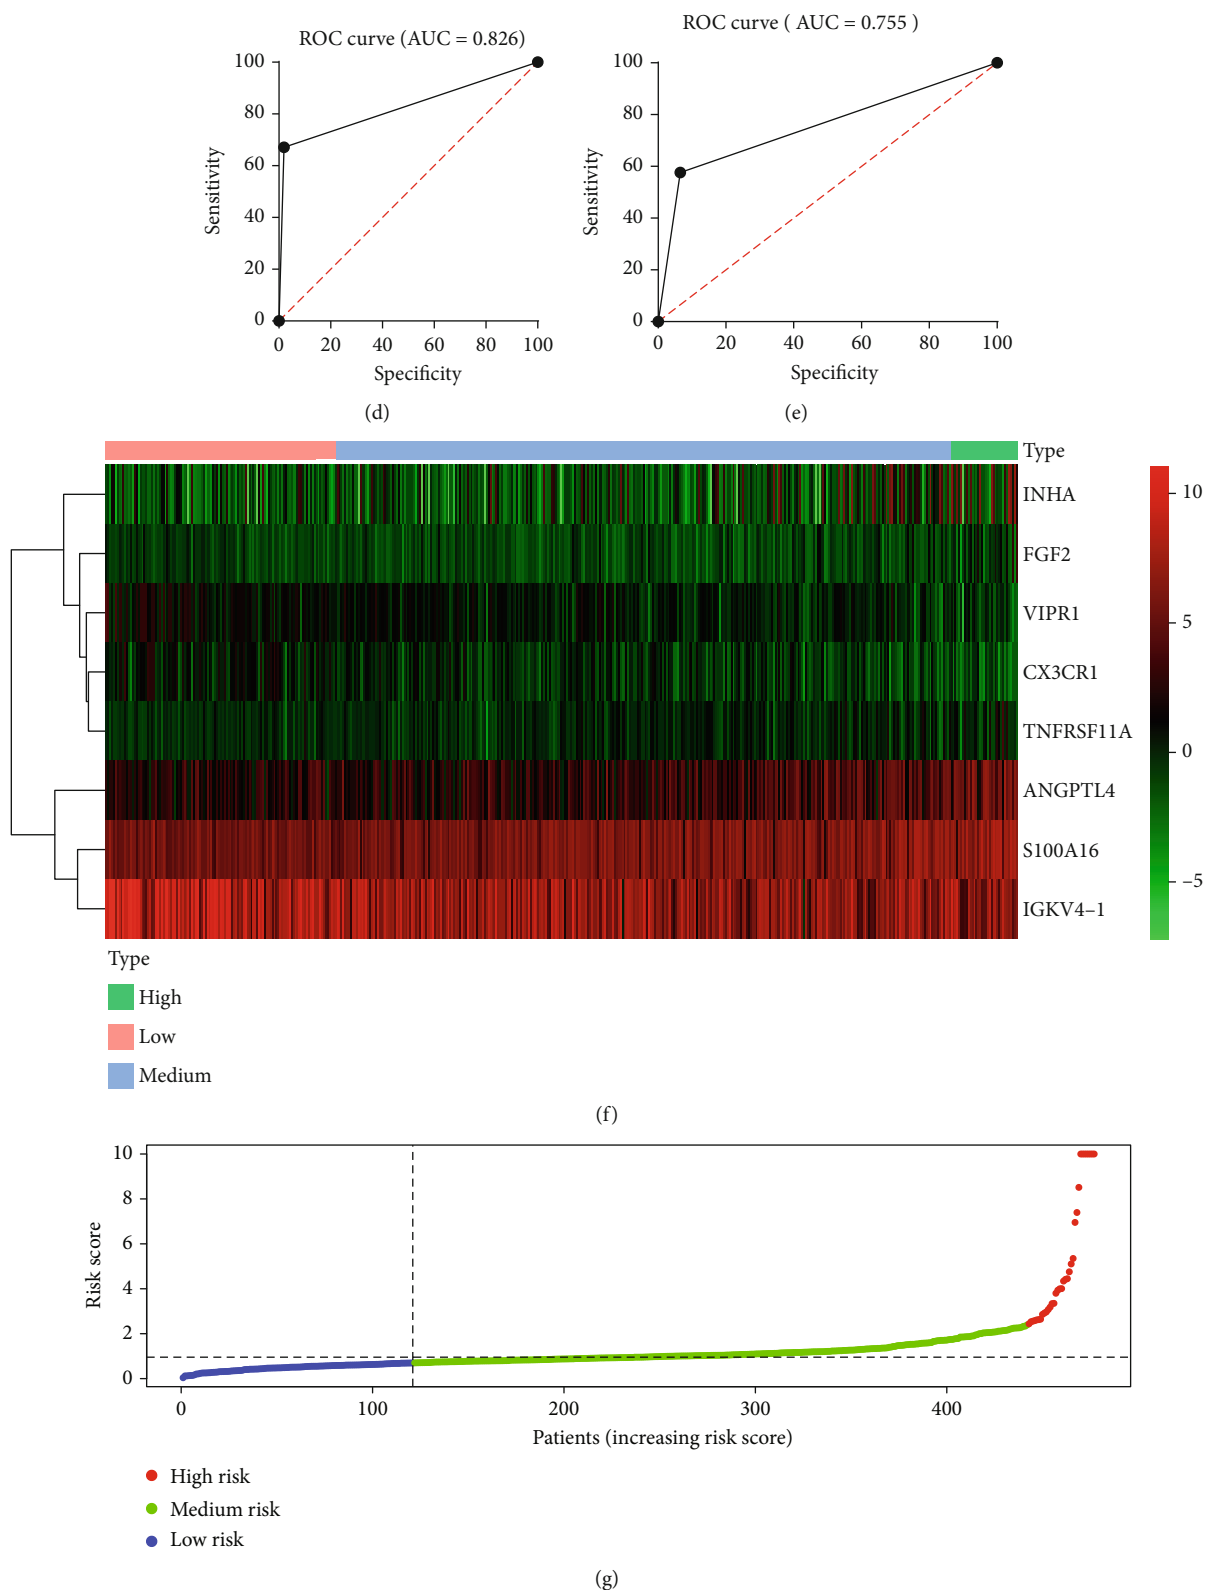 ROC curve (AUC = 0.826)
100
80
60
40
20
0
Sensitivity
0 20 40 60 80 100
Specificity
(d)
ROC curve ( AUC = 0.755 )
100
80
60
40
20
0
Sensitivity
0 20 40 60 80 100
Specificity
(e)
Type
INHA
FGF2
VIPR1
CX3CR1
TNFRSF11A
ANGPTL4
S100A16
IGKV4–1
10
5
0
–5
Type
High
Low
Medium
(f)
10
8
6
4
2
0
Risk score
0 100 200 300 400
Patients (increasing risk score)
High risk
Medium risk
Low risk
(g)